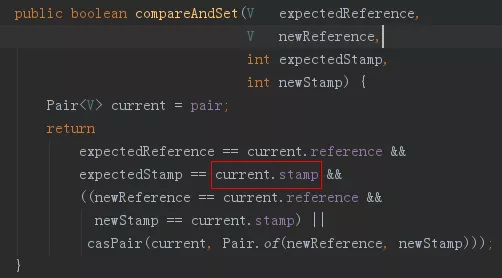 public boolean compareAndSet(V   expectedReference,
                             V   newReference,
                             int expectedStamp,
                             int newStamp) {
    Pair<V> current = pair;
    return
        expectedReference == current.reference &&
        expectedStamp == current.stamp &&
        ((newReference == current.reference &&
          newStamp == current.stamp) ||
         casPair(current, Pair.of(newReference, newStamp)));
}